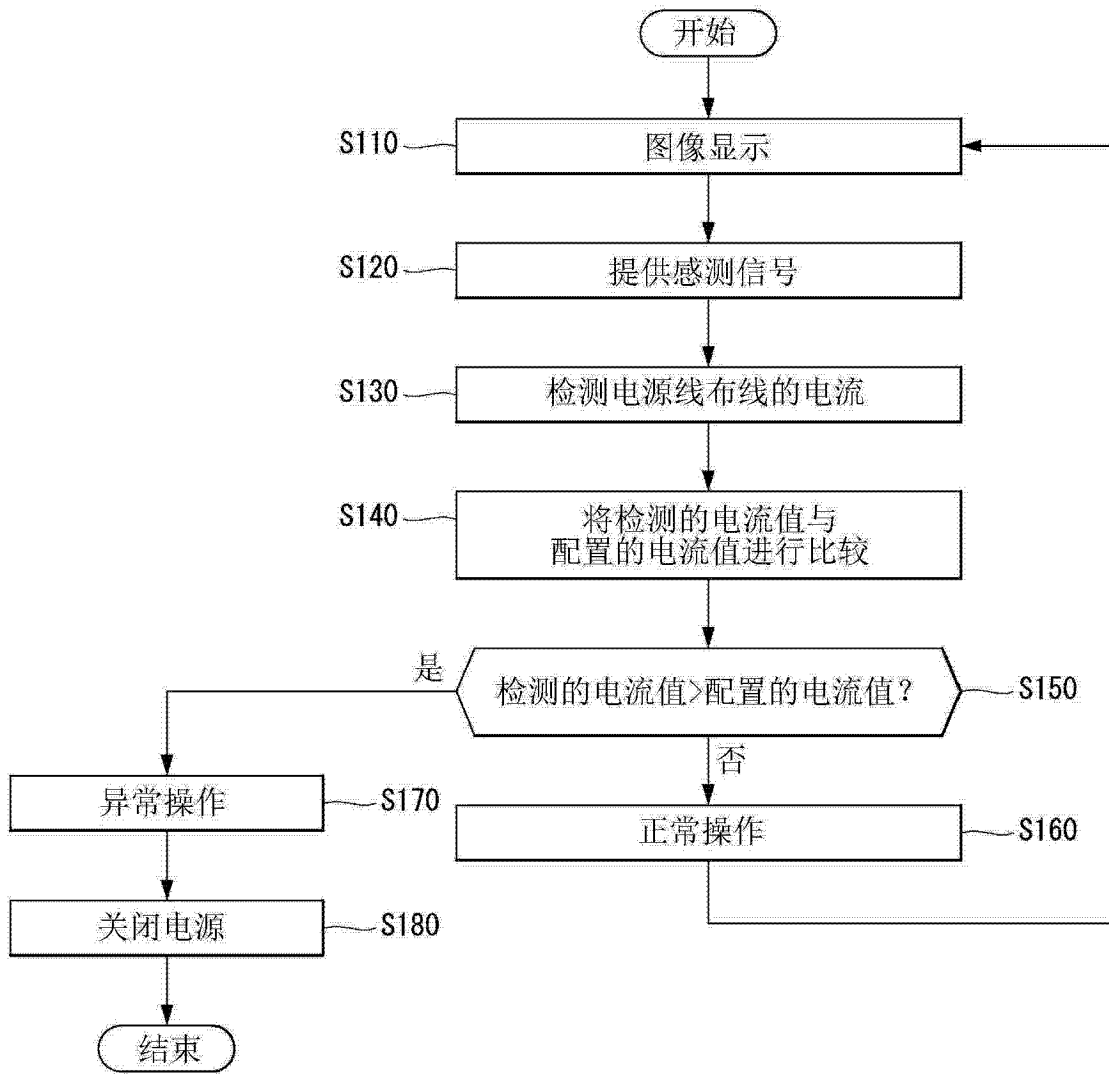 开始
S110
图像显示
S120
提供感测信号
S130
检测电源线布线的电流
S140
将检测的电流值与
配置的电流值进行比较
是
检测的电流值>配置的电流值?
S150
否
异常操作
S170
正常操作
S160
关闭电源
S180
结束